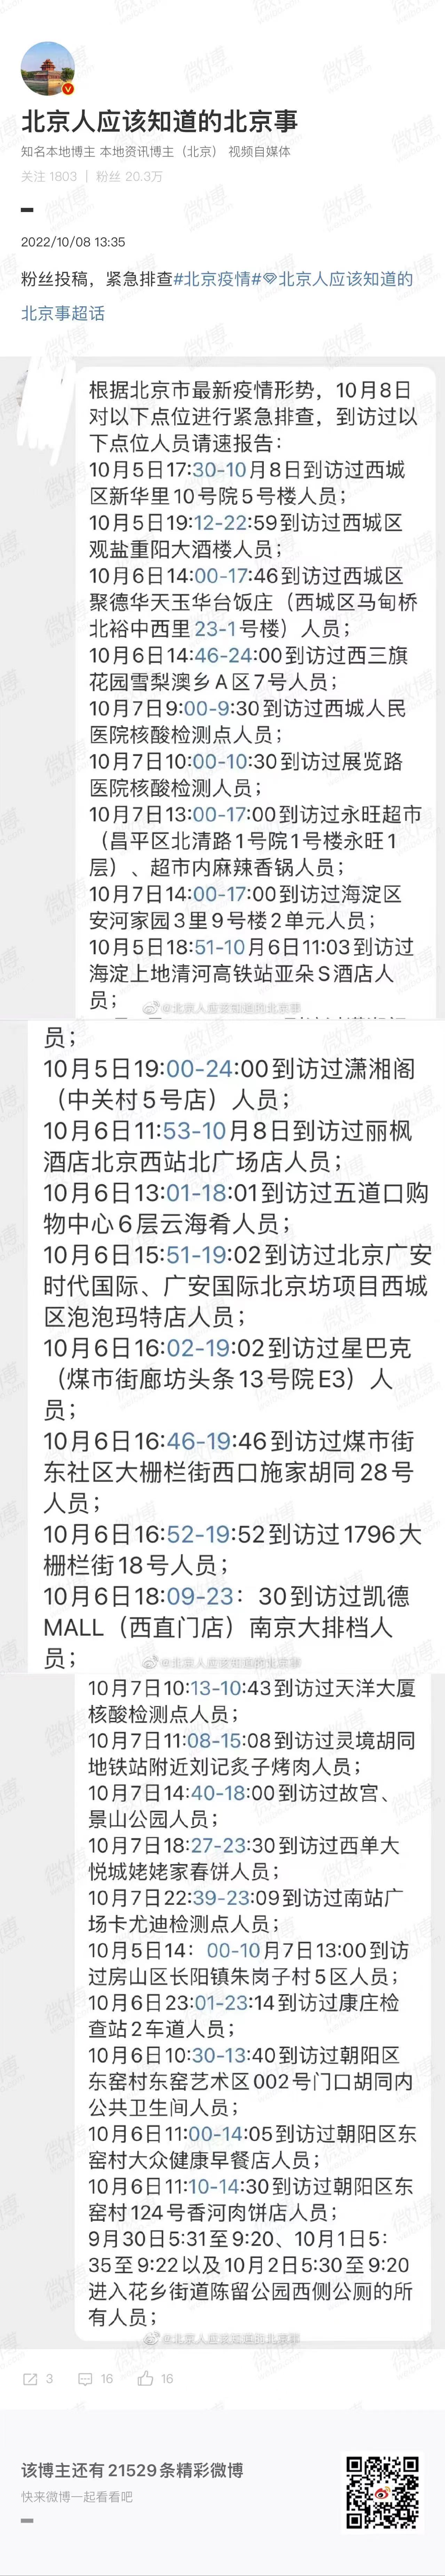 北京人应该知道的北京事
知名本地博主 本地资讯博主（北京） 视频自媒体
关注 1803 | 粉丝 20.3万
2022/10/08 13:35
粉丝投稿，紧急排查#北京疫情#北京人应该知道的
北京事超话
根据北京市最新疫情形势，10月8日
对以下点位进行紧急排查，到访过以
下点位人员请速报告：
10月5日17:30-10月8日到访过西城
区新华里10号院5号楼人员；
10月5日19:12-22:59到访过西城区
观盐重阳大酒楼人员；
10月6日14:00-17:46到访过西城区
聚德华天玉华台饭庄（西城区马甸桥
北裕中西里23-1号楼）人员；
10月6日14:46-24:00到访过西三旗
花园雪梨澳乡A区7号人员；
10月7日9:00-9:30到访过西城人民
医院核酸检测点人员；
10月7日10:00-10:30到访过展览路
医院核酸检测人员；
10月7日13:00-17:00到访过永旺超市
（昌平区北清路1号院1号楼永旺1
层）、超市内麻辣香锅人员；
10月7日14:00-17:00到访过海淀区
安河家园3里9号楼2单元人员；
10月5日18:51-10月6日11:03到访过
海淀上地清河高铁站亚朵S酒店人
员；
@北京人应该知道的北京事
员；
10月5日19:00-24:00到访过潇湘阁
（中关村5号店）人员；
10月6日11:53-10月8日到访过丽枫
酒店北京西站北广场店人员；
10月6日13:01-18:01到访过五道口购
物中心6层云海肴人员；
10月6日15:51-19:02到访过北京广安
时代国际、广安国际北京坊项目西城
区泡泡玛特店人员；
10月6日16:02-19:02到访过星巴克
（煤市街廊坊头条13号院E3）人
员；
10月6日16:46-19:46到访过煤市街
东社区大栅栏街西口施家胡同28号
人员；
10月6日16:52-19:52到访过1796大
栅栏街18号人员；
10月6日18:09-23：30到访过凯德
MALL（西直门店）南京大排档人
员；
@北京人应该知道的北京事
10月7日10:13-10:43到访过天洋大厦
核酸检测点人员；
10月7日11:08-15:08到访过灵境胡同
地铁站附近刘记炙子烤肉人员；
10月7日14:40-18:00到访过故宫、
景山公园人员；
10月7日18:27-23:30到访过西单大
悦城姥姥家春饼人员；
10月7日22:39-23:09到访过南站广
场卡尤迪检测点人员；
10月5日14：00-10月7日13:00到访
过房山区长阳镇朱岗子村5区人员；
10月6日23:01-23:14到访过康庄检
查站2车道人员；
10月6日10:30-13:40到访过朝阳区
东窑村东窑艺术区002号门口胡同内
公共卫生间人员；
10月6日11:00-14:05到访过朝阳区东
窑村大众健康早餐店人员；
10月6日11:10-14:30到访过朝阳区东
窑村124号香河肉饼店人员；
9月30日5:31至9:20、10月1日5:
35至9:22以及10月2日5:30至9:20
进入花乡街道陈留公园西侧公厕的所
有人员；
@北京人应该知道的北京事
3 16 16
该博主还有21529条精彩微博
快来微博一起看看吧